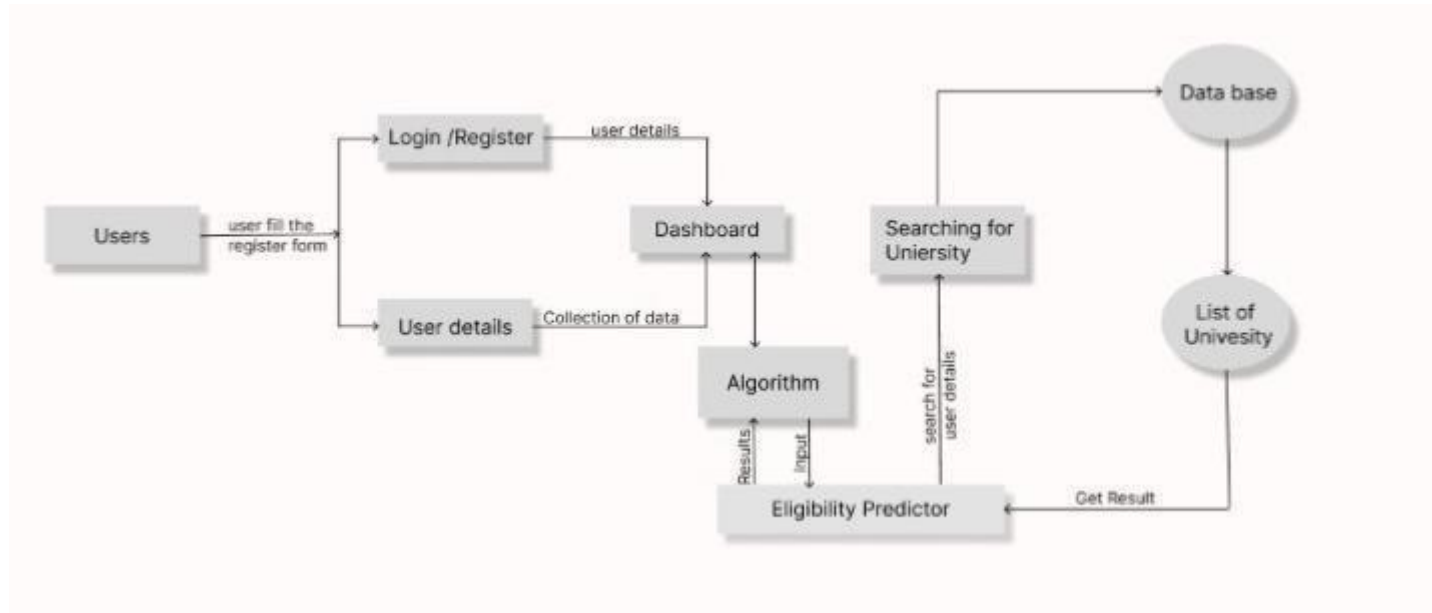 Users
user fill the
register form
Login /Register
user details
User details
Collection of data
Dashboard
Algorithm
Results
Input
Eligibility Predictor
search for
user details
Searching for
Uniersity
Data base
List of
Univesity
Get Result